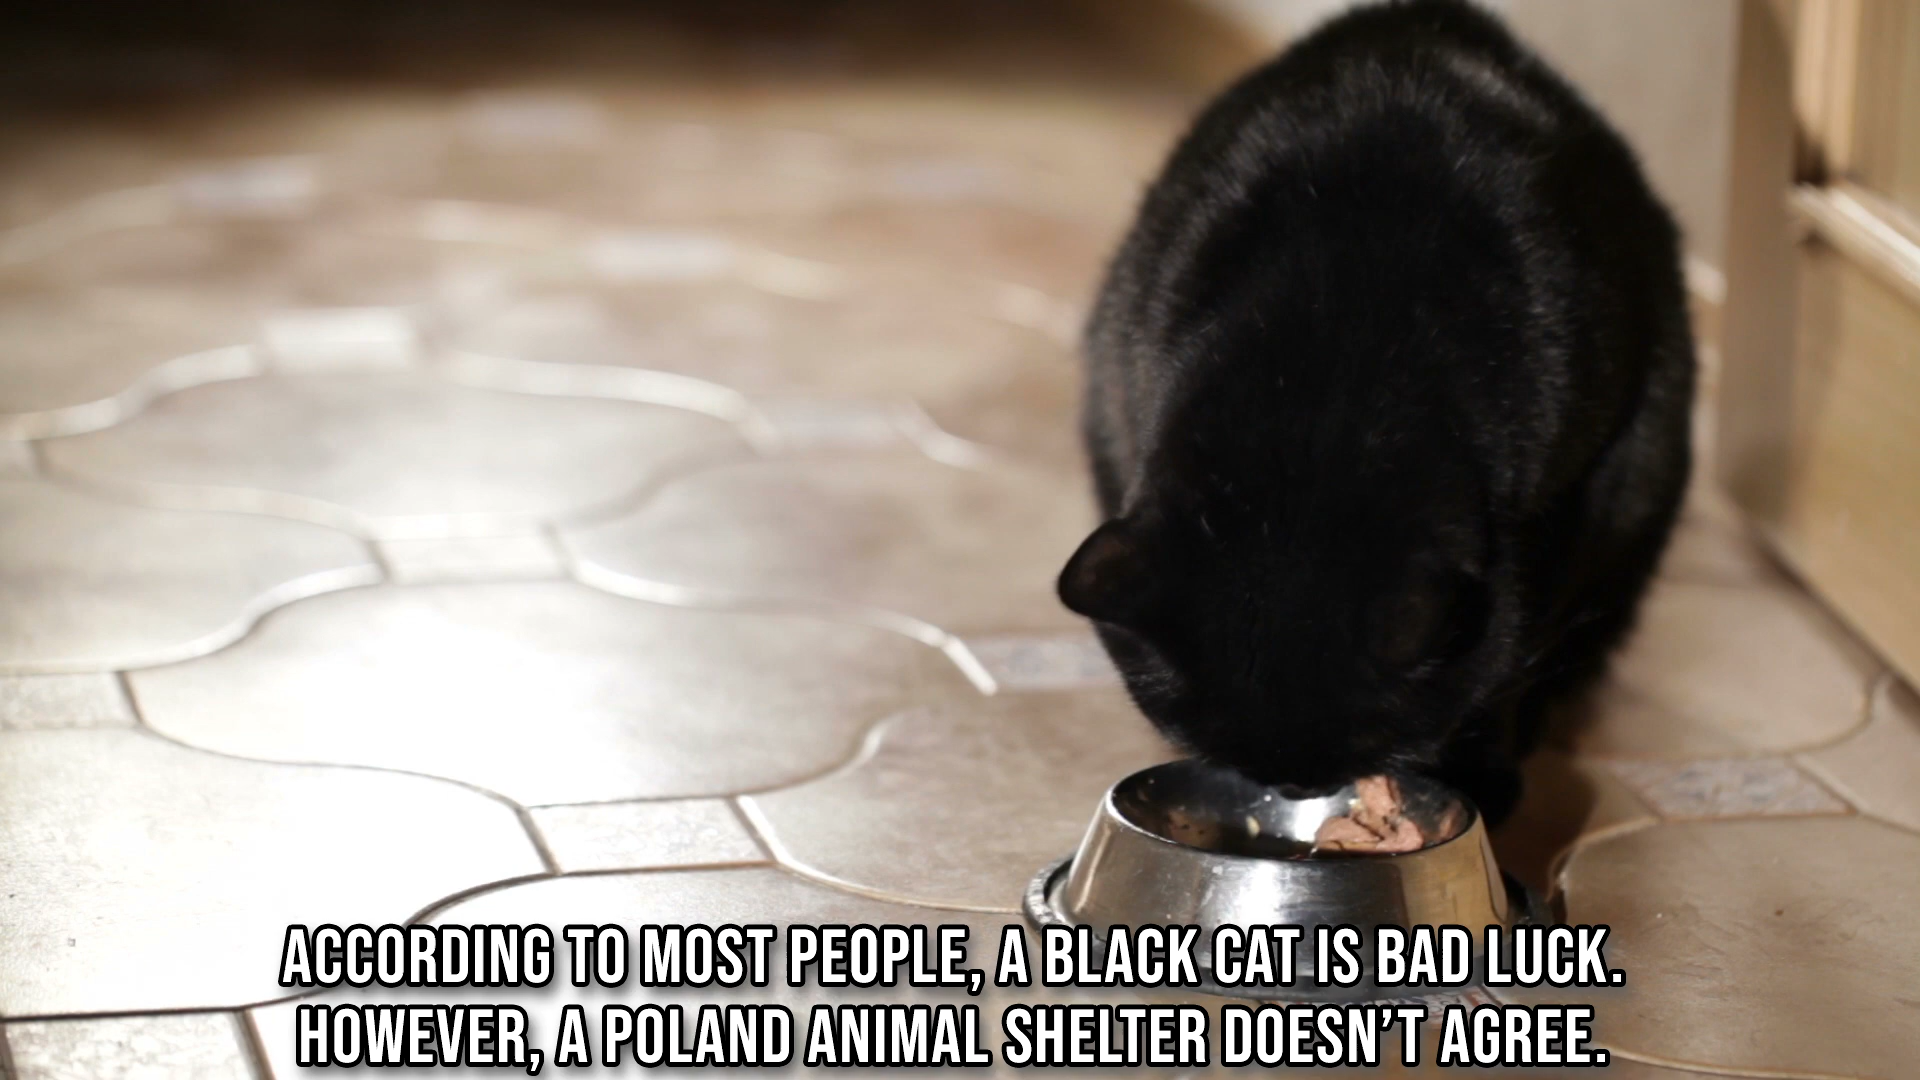 ACCORDING TO MOST PEOPLE, A BLACK CAT IS BAD LUCK.
HOWEVER, A POLAND ANIMAL SHELTER DOESN'T AGREE.